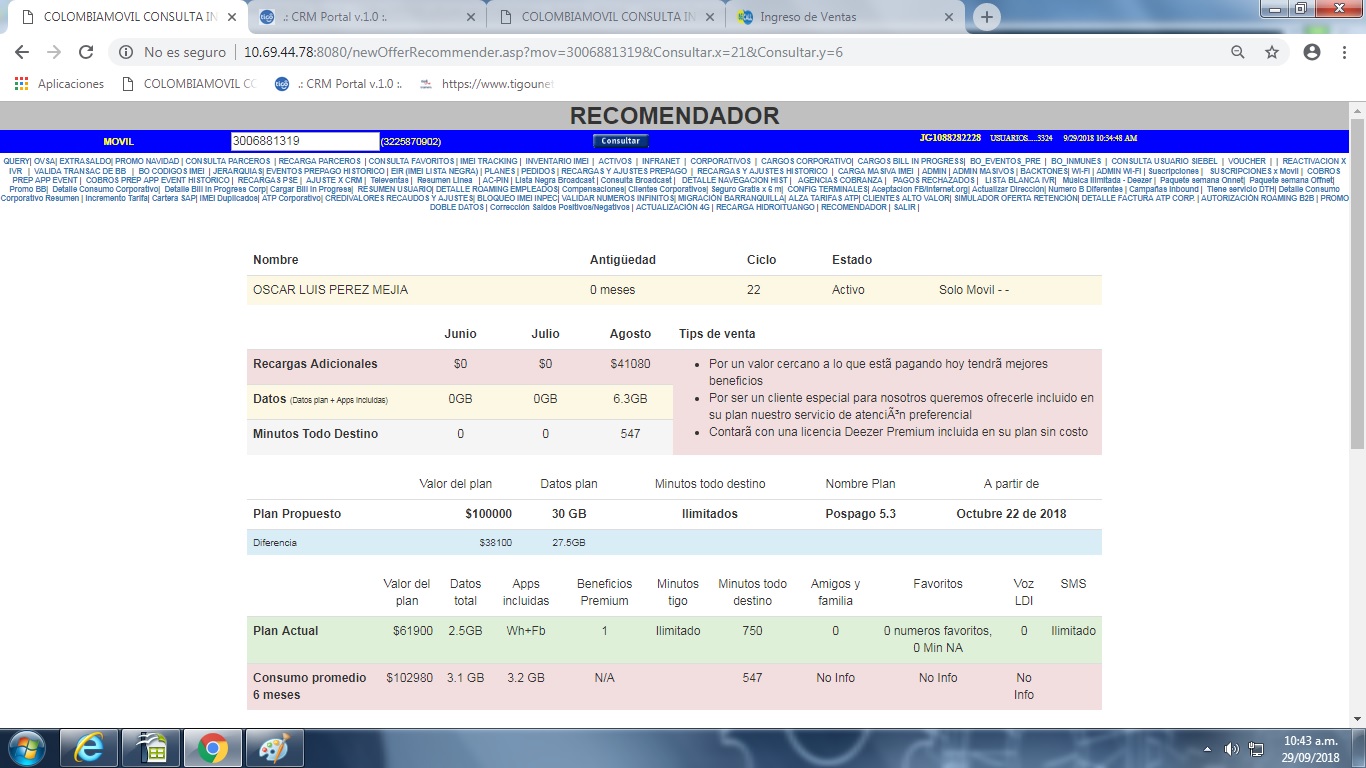 COLOMBIAMOVIL CONSULTA IN
.: CRM Portal v.1.0 :.
COLOMBIAMOVIL CONSULTA IN
Ingreso de Ventas
No es seguro | 10.69.44.78:8080/newOfferRecommender.asp?mov=3006881319&Consultar.x=21&Consultar.y=6
Aplicaciones
COLOMBIAMOVIL CO
.: CRM Portal v.1.0 :.
https://www.tigoune
RECOMENDADOR
MOVIL 3006881319 (3225870902) Consultar JG1088282228 USUARIOS.....3324 9/29/2018 10:34:48 AM
QUERY| OVSA| EXTRASALDO| PROMO NAVIDAD | CONSULTA PARCEROS | RECARGA PARCEROS | CONSULTA FAVORITOS | IMEI TRACKING | INVENTARIO IMEI | ACTIVOS | INFRANET | CORPORATIVOS | CARGOS CORPORATIVO| CARGOS BILL IN PROGRESS| BO_EVENTOS_PRE | BO_INMUNES | CONSULTA USUARIO SIEBEL | VOUCHER | | REACTIVACION X
IVR | VALIDA TRANSAC DE BB | BO CODIGOS IMEI | JERARQUIAS| EVENTOS PREPAGO HISTORICO | EIR (IMEI LISTA NEGRA) | PLANES | PEDIDOS | RECARGAS Y AJUSTES PREPAGO | RECARGAS Y AJUSTES HISTORICO | CARGA MASIVA IMEI | ADMIN | ADMIN MASIVOS | BACKTONES| WI-FI | ADMIN WI-FI | Suscripciones | SUSCRIPCIONES x Movil | COBROS
PREP APP EVENT | COBROS PREP APP EVENT HISTORICO | RECARGAS PSE | AJUSTE X CRM | Televentas | Resumen Linea | AC-PIN | Lista Negra Broadcast | Consulta Broadcast | DETALLE NAVEGACION HIST | AGENCIAS COBRANZA | PAGOS RECHAZADOS | LISTA BLANCA IVR| Música Ilimitada - Deezer | Paquete semana Onnet| Paquete semana Offnet|
Promo BB| Detalle Consumo Corporativo| Detalle Bill in Progress Corp| Cargar Bill in Progress| RESUMEN USUARIO| DETALLE ROAMING EMPLEADOS| Compensaciones| Clientes Corporativos| Seguro Gratis x 6 m| CONFIG TERMINALES| Aceptacion FB/Internet.org| Actualizar Dirección| Numero B Diferentes | Campañas Inbound | Tiene servicio DTH| Detalle Consumo
Corporativo Resumen | Incremento Tarifa| Cartera SAP| IMEI Duplicados| ATP Corporativo| CREDIVALORES RECAUDOS Y AJUSTES| BLOQUEO IMEI INPEC| VALIDAR NUMEROS INFINITOS| MIGRACIÓN BARRANQUILLA| ALZA TARIFAS ATP| CLIENTES ALTO VALOR| SIMULADOR OFERTA RETENCIÓN| DETALLE FACTURA ATP CORP. | AUTORIZACIÓN ROAMING B2B | PROMO
DOBLE DATOS | Corrección Saldos Positivos/Negativos | ACTUALIZACIÓN 4G | RECARGA HIDROITUANGO | RECOMENDADOR | SALIR |
Nombre Antigüedad Ciclo Estado
OSCAR LUIS PEREZ MEJIA 0 meses 22 Activo Solo Movil - -
Junio Julio Agosto Tips de venta
Recargas Adicionales $0 $0 $41080
Datos (Datos plan + Apps Incluidas) 0GB 0GB 6.3GB
Minutos Todo Destino 0 0 547
• Por un valor cercano a lo que estã pagando hoy tendrã mejores
beneficios
• Por ser un cliente especial para nosotros queremos ofrecerle incluido en
su plan nuestro servicio de atenciÃ³n preferencial
• Contarã con una licencia Deezer Premium incluida en su plan sin costo
Valor del plan Datos plan Minutos todo destino Nombre Plan A partir de
Plan Propuesto $100000 30 GB Ilimitados Pospago 5.3 Octubre 22 de 2018
Diferencia $38100 27.5GB
Valor del Datos Apps Beneficios Minutos Minutos todo Amigos y Favoritos Voz SMS
plan total incluidas Premium tigo destino familia LDI
Plan Actual $61900 2.5GB Wh+Fb 1 Ilimitado 750 0 0 numeros favoritos, 0 Ilimitado
0 Min NA
Consumo promedio $102980 3.1 GB 3.2 GB N/A 547 No Info No Info No
6 meses Info
10:43 a.m.
29/09/2018